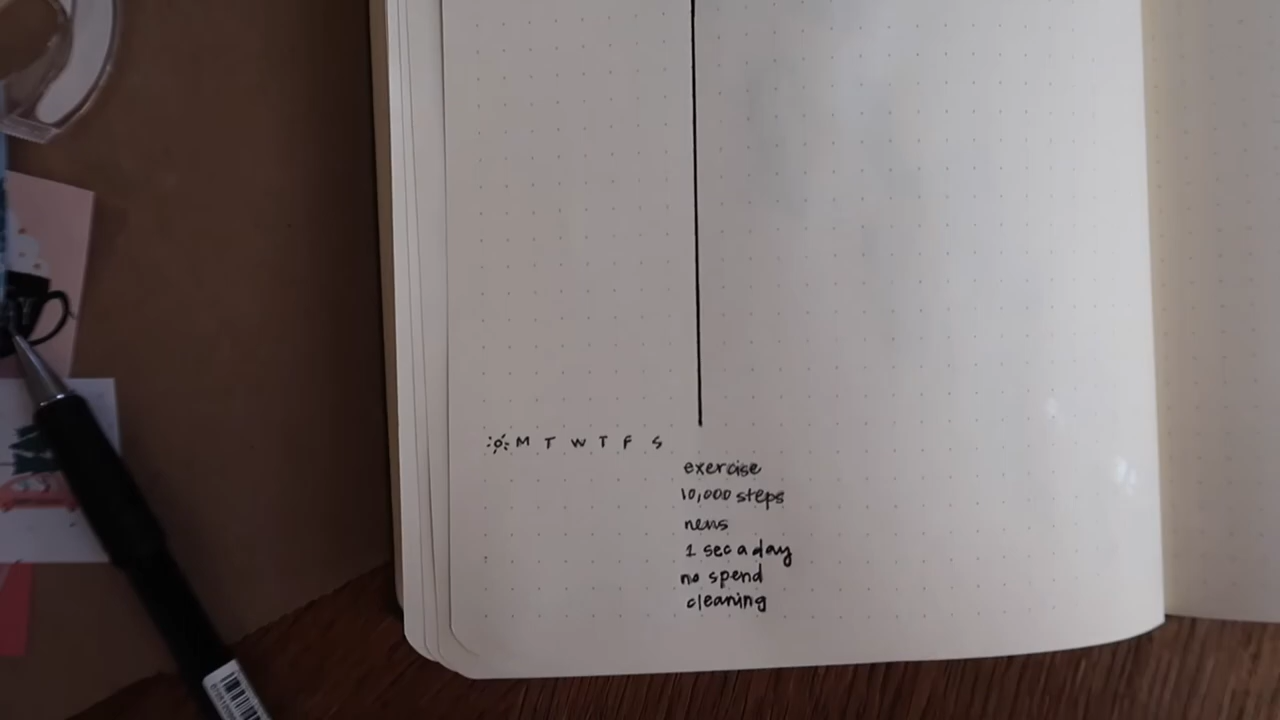 M T W T F S
exercise
10,000 steps
news
1 sec a day
no spend
cleaning